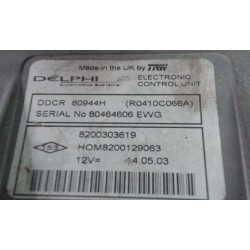 Made in the UK by TRW
DELPHI ELECTRONIC
CONTROL UNIT
DDCR 80944H (R0410C066A)
SERIAL No 80464606 EWG
8200303619
HOM8200129063
12V= 14.05.03